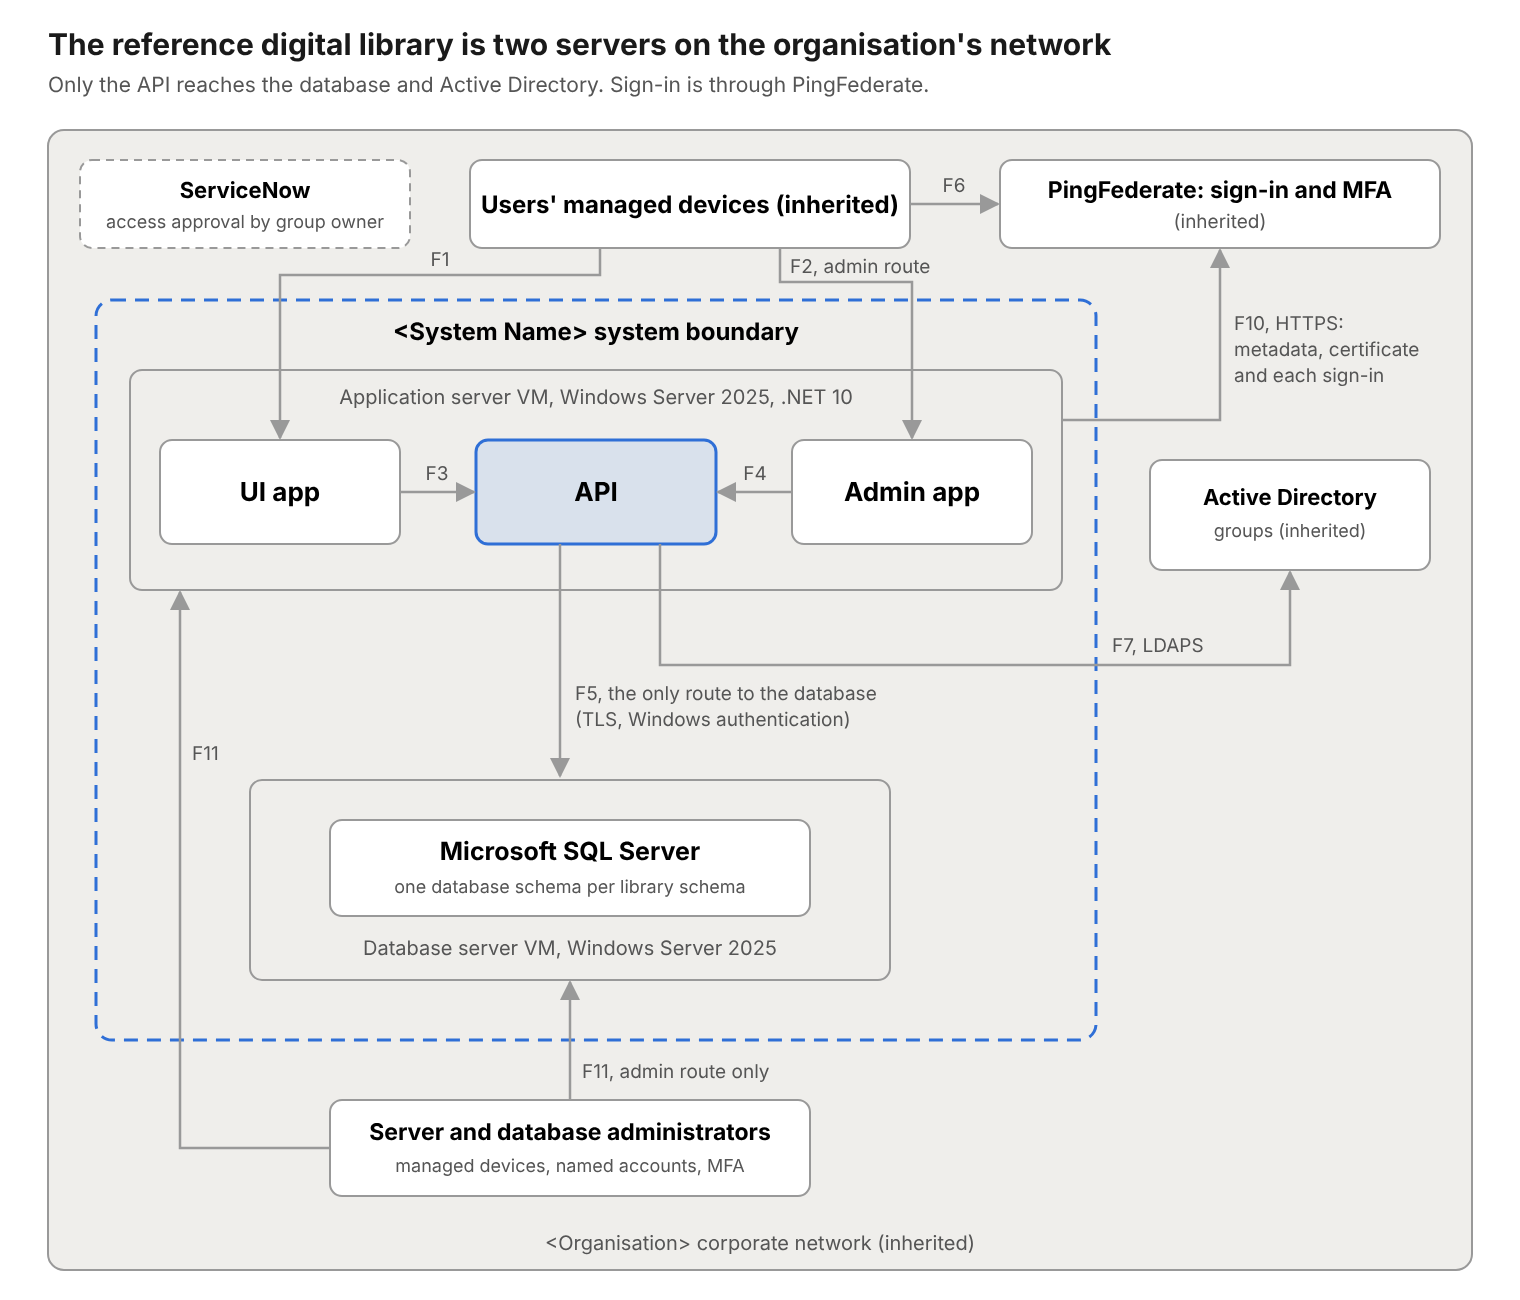 The reference digital library is two servers on the organisation's network
Only the API reaches the database and Active Directory. Sign-in is through PingFederate.
ServiceNow
access approval by group owner
Users' managed devices (inherited)
F6
PingFederate: sign-in and MFA
(inherited)
F1
F2, admin route
<System Name> system boundary
F10, HTTPS:
metadata, certificate
and each sign-in
Application server VM, Windows Server 2025, .NET 10
UI app
F3
API
F4
Admin app
Active Directory
groups (inherited)
F7, LDAPS
F5, the only route to the database
(TLS, Windows authentication)
F11
Microsoft SQL Server
one database schema per library schema
Database server VM, Windows Server 2025
F11, admin route only
Server and database administrators
managed devices, named accounts, MFA
<Organisation> corporate network (inherited)